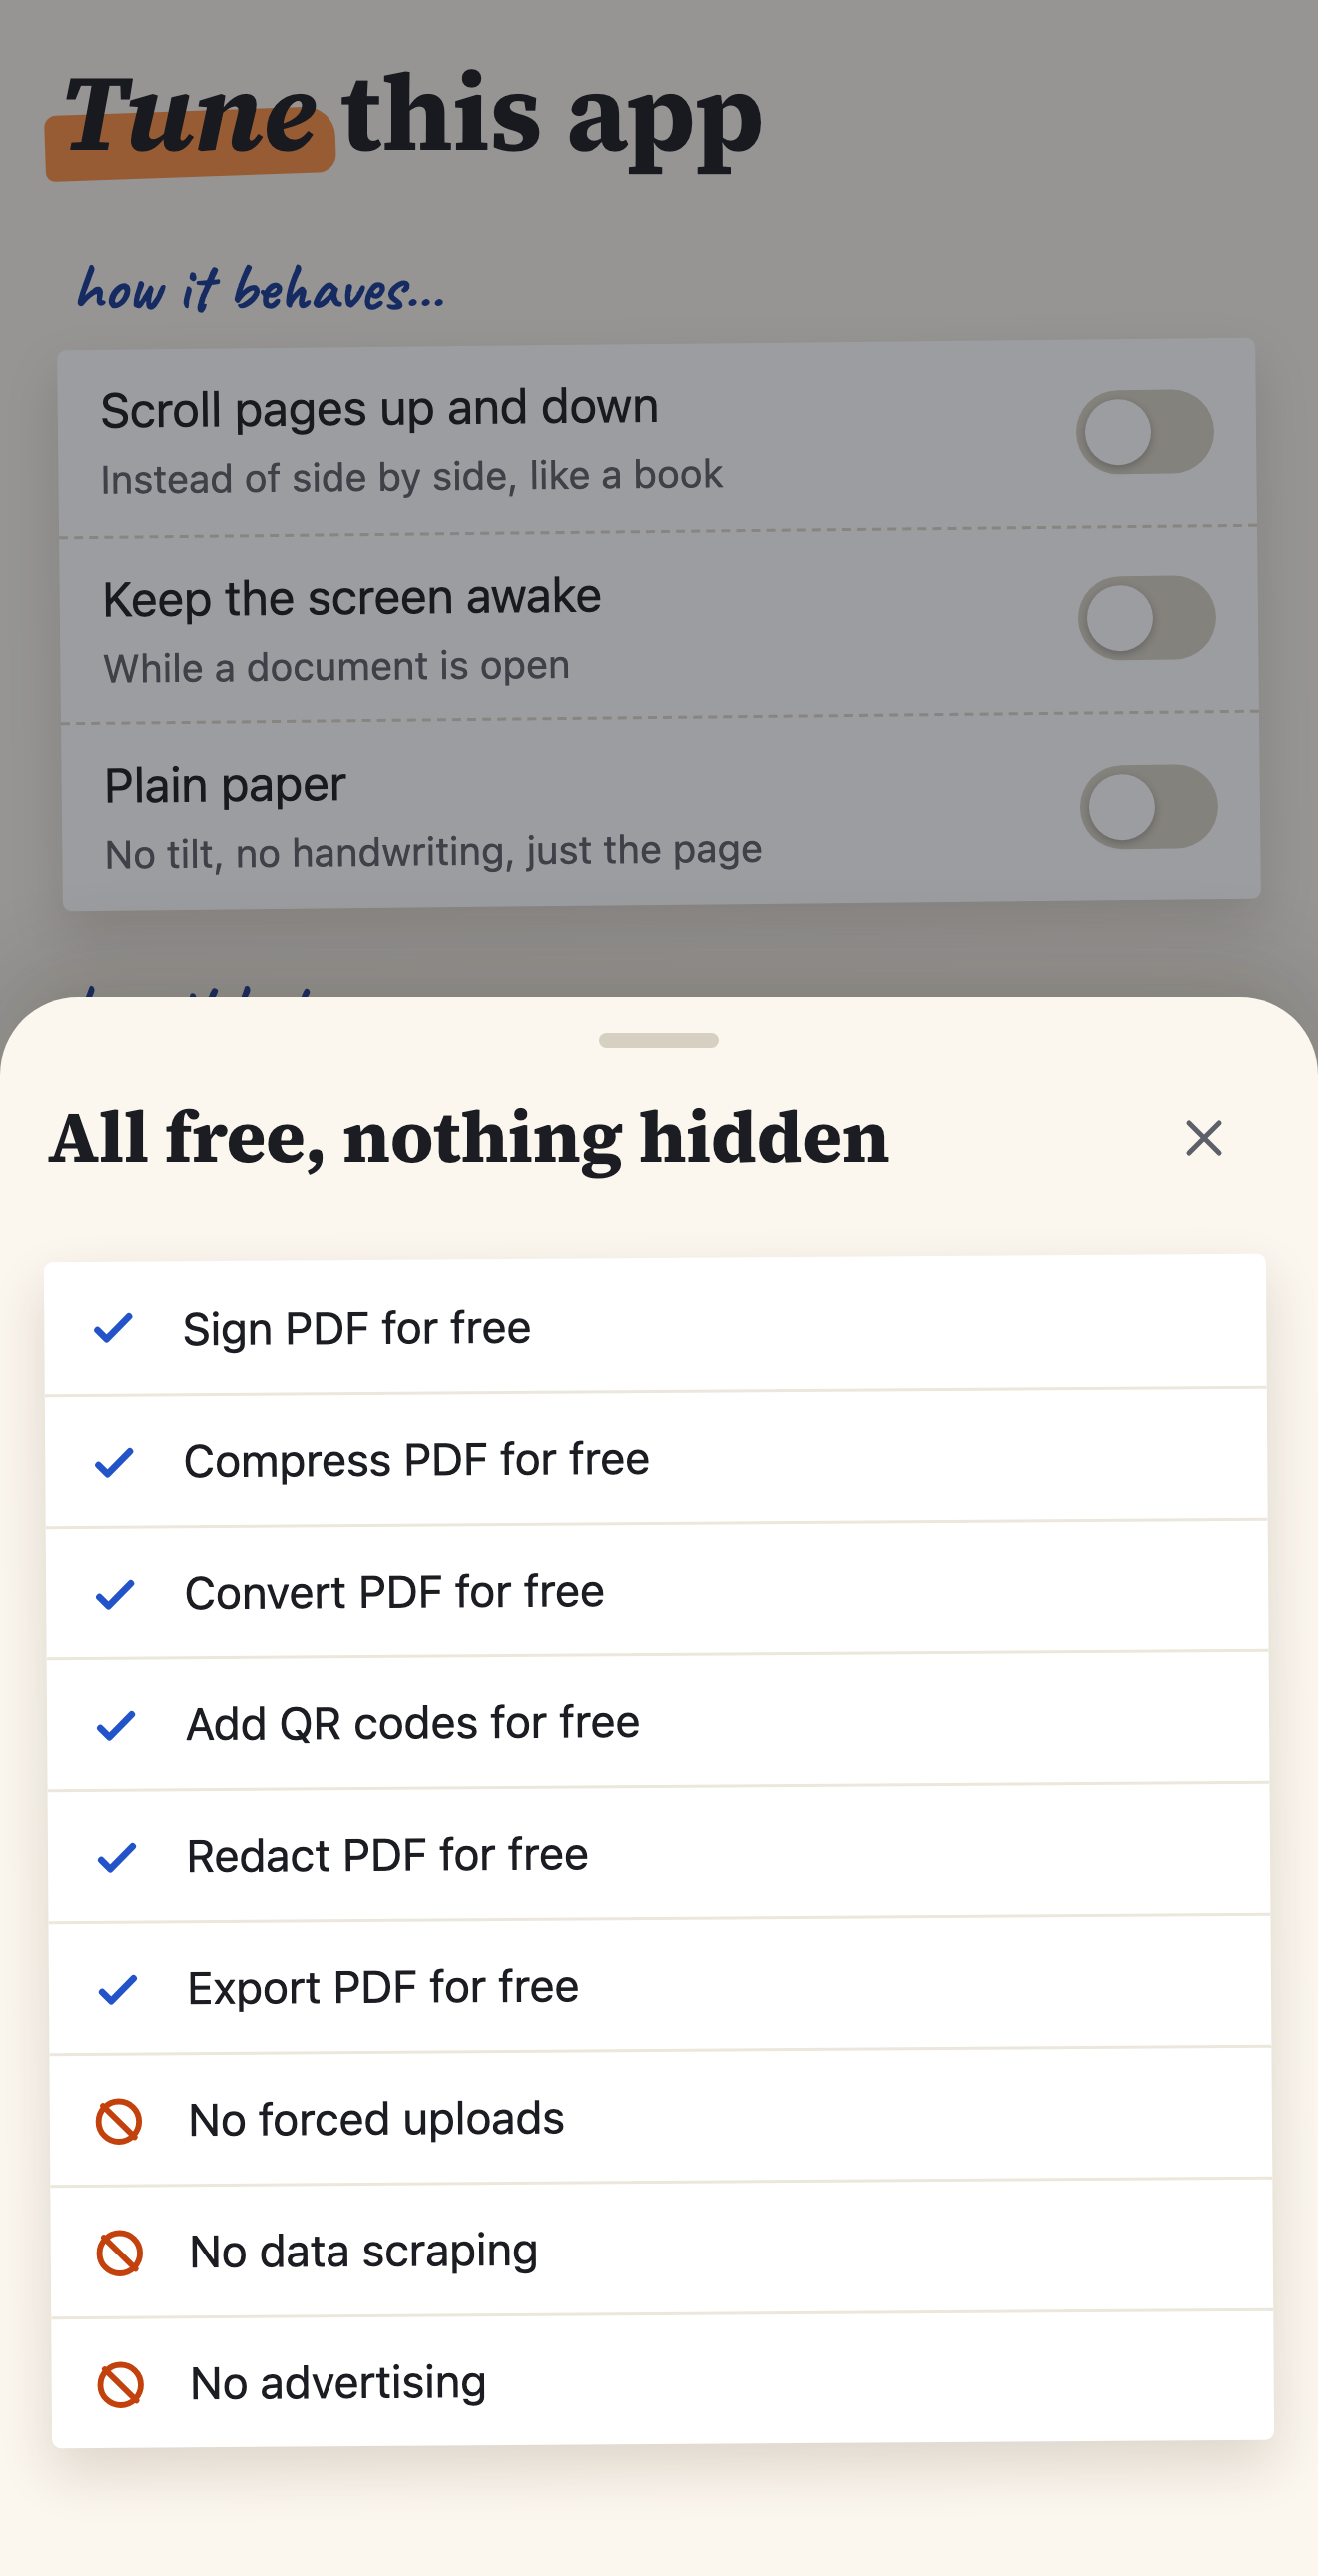 Tune this app
how it behaves...
Scroll pages up and down
Instead of side by side, like a book
Keep the screen awake
While a document is open
Plain paper
No tilt, no handwriting, just the page
All free, nothing hidden
Sign PDF for free
Compress PDF for free
Convert PDF for free
Add QR codes for free
Redact PDF for free
Export PDF for free
No forced uploads
No data scraping
No advertising